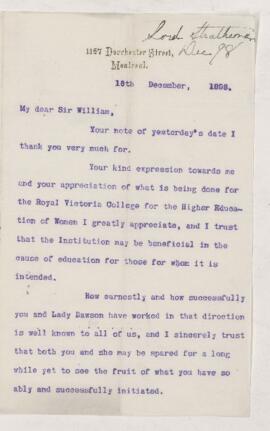 Lord Strathcona
Dec/98
1157 Dorchester Street,
Montreal.
16th December, 1898.
My dear Sir William,
Your note of yesterday's date I
thank you very much for.
Your kind expression towards me
and your appreciation of what is being done for
the Royal Victoria College for the Higher Educa-
tion of Women I greatly appreciate, and I trust
that the Institution may be beneficial in the
cause of education for those for whom it is
intended.
How earnestly and how successfully
you and Lady Dawson have worked in that direction
is well known to all of us, and I sincerely trust
that both you and she may be spared for a long
while yet to see the fruit of what you have so
ably and successfully initiated.